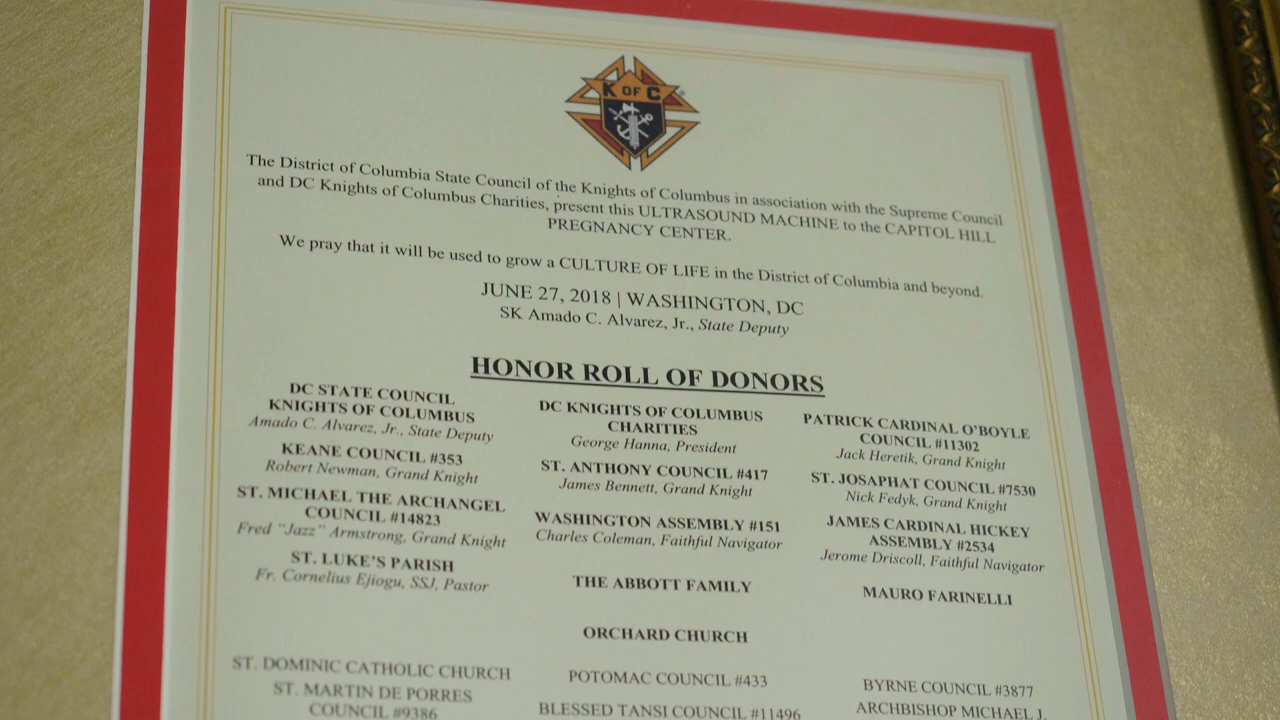 K OF C
The District of Columbia State Council of the Knights of Columbus in association with the Supreme Council
and DC Knights of Columbus Charities, present this ULTRASOUND MACHINE to the CAPITOL HILL
PREGNANCY CENTER.
We pray that it will be used to grow a CULTURE OF LIFE in the District of Columbia and beyond.
JUNE 27, 2018 | WASHINGTON, DC
SK Amado C. Alvarez, Jr., State Deputy
HONOR ROLL OF DONORS
DC STATE COUNCIL
KNIGHTS OF COLUMBUS
Amado C. Alvarez, Jr., State Deputy
DC KNIGHTS OF COLUMBUS
CHARITIES
George Hanna, President
PATRICK CARDINAL O'BOYLE
COUNCIL #11302
Jack Heretik, Grand Knight
KEANE COUNCIL #353
Robert Newman, Grand Knight
ST. ANTHONY COUNCIL #417
James Bennett, Grand Knight
ST. JOSAPHAT COUNCIL #7530
Nick Fedyk, Grand Knight
ST. MICHAEL THE ARCHANGEL
COUNCIL #14823
Fred "Jazz" Armstrong, Grand Knight
WASHINGTON ASSEMBLY #151
Charles Coleman, Faithful Navigator
JAMES CARDINAL HICKEY
ASSEMBLY #2534
Jerome Driscoll, Faithful Navigator
ST. LUKE'S PARISH
Fr. Cornelius Ejiogu, SSJ, Pastor
THE ABBOTT FAMILY
MAURO FARINELLI
ORCHARD CHURCH
ST. DOMINIC CATHOLIC CHURCH
POTOMAC COUNCIL #433
BYRNE COUNCIL #3877
ST. MARTIN DE PORRES
COUNCIL #9386
BLESSED TANSI COUNCIL #11496
ARCHBISHOP MICHAEL J.